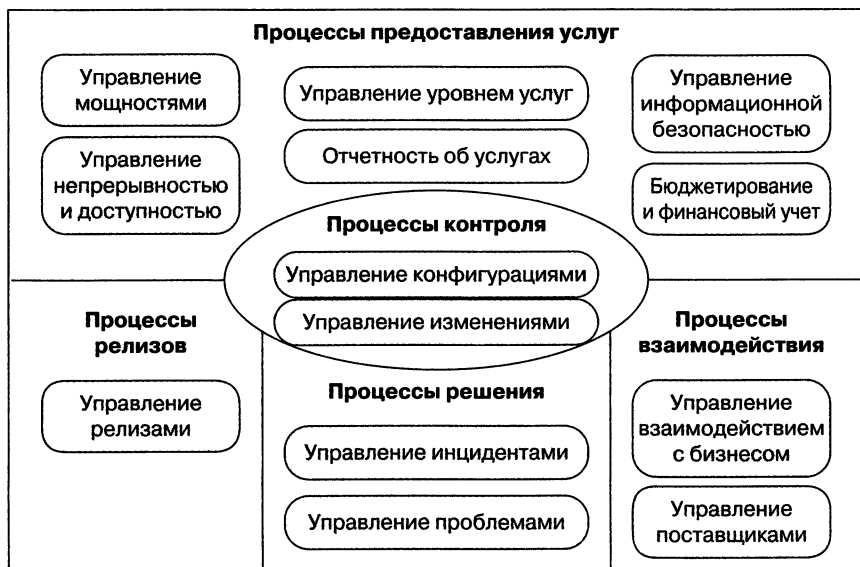 Процессы предоставления услуг
Управление
мощностями
Управление
непрерывностью
и доступностью
Управление уровнем услуг
Отчетность об услугах
Управление
информационной
безопасностью
Бюджетирование
и финансовый учет
Процессы контроля
Управление конфигурациями
Управление изменениями
Процессы
релизов
Управление
релизами
Процессы решения
Управление инцидентами
Управление проблемами
Процессы
взаимодействия
Управление
взаимодействием
с бизнесом
Управление
поставщиками